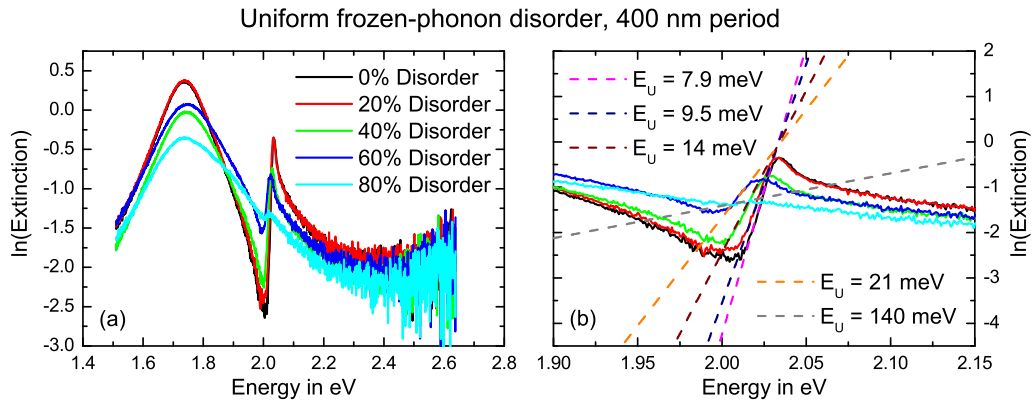 Uniform frozen-phonon disorder, 400 nm period
ln(Extinction)
0.5
0.0
-0.5
-1.0
-1.5
-2.0
-2.5
-3.0
0% Disorder
20% Disorder
40% Disorder
60% Disorder
80% Disorder
(a)
1.4 1.6 1.8 2.0 2.2 2.4 2.6 2.8
Energy in eV
E_U = 7.9 meV
E_U = 9.5 meV
E_U = 14 meV
E_U = 21 meV
E_U = 140 meV
(b)
2
1
0
-1
-2
-3
-4
ln(Extinction)
1.90 1.95 2.00 2.05 2.10 2.15
Energy in eV